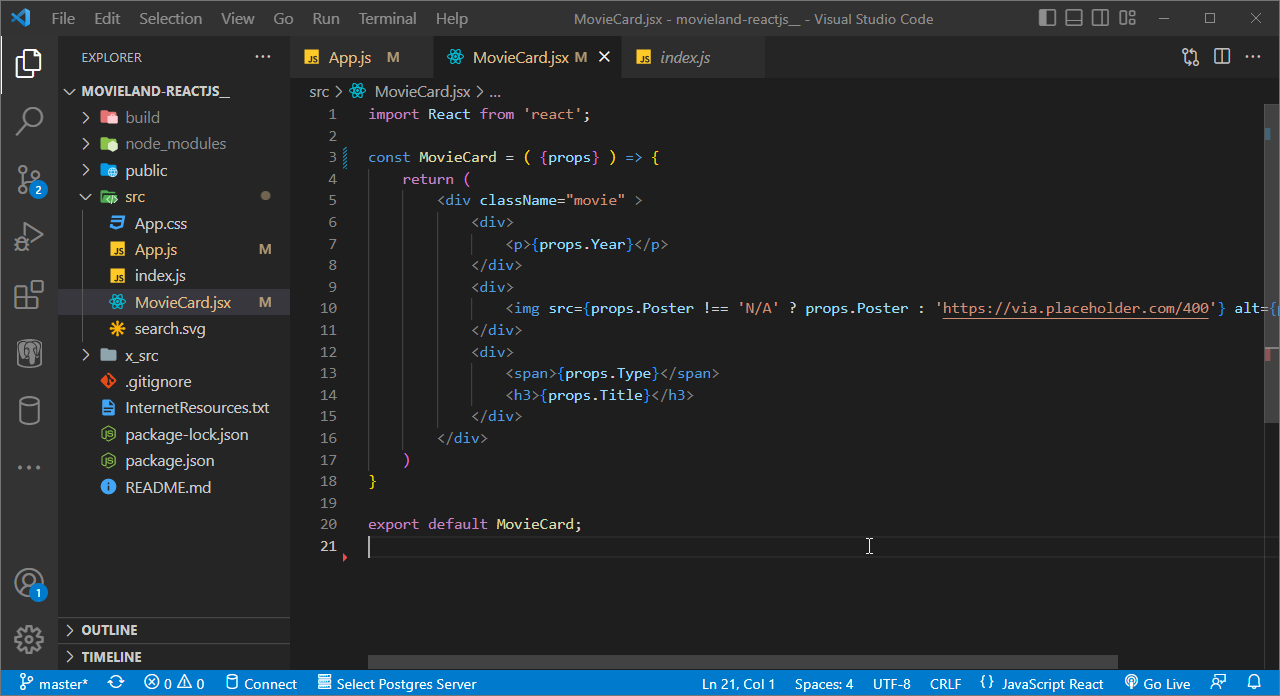 File Edit Selection View Go Run Terminal Help MovieCard.jsx - movieland-reactjs__ - Visual Studio Code
EXPLORER
MOVIELAND-REACTJS__
build
node_modules
public
src
App.css
App.js M
index.js
MovieCard.jsx M
search.svg
x_src
.gitignore
InternetResources.txt
package-lock.json
package.json
README.md
OUTLINE
TIMELINE
2
1
App.js M MovieCard.jsx M index.js
src > MovieCard.jsx > ...
1 import React from 'react';
2
3 const MovieCard = ( {props} ) => {
4 return (
5 <div className="movie" >
6 <div>
7 <p>{props.Year}</p>
8 </div>
9 <div>
10 <img src={props.Poster !== 'N/A' ? props.Poster : 'https://via.placeholder.com/400'} alt={p
11 </div>
12 <div>
13 <span>{props.Type}</span>
14 <h3>{props.Title}</h3>
15 </div>
16 </div>
17 )
18 }
19
20 export default MovieCard;
21
master* 0 0 Connect Select Postgres Server Ln 21, Col 1 Spaces: 4 UTF-8 CRLF {} JavaScript React Go Live